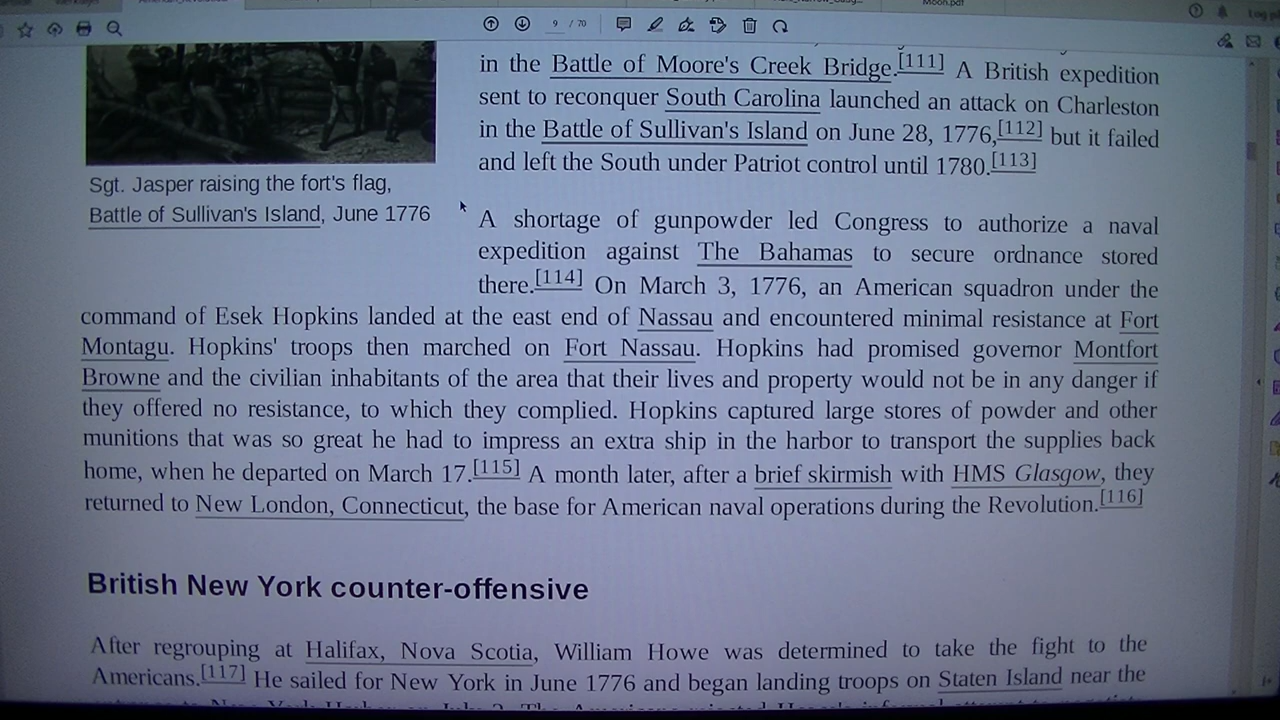 Moon.pdf
9 / 70
in the Battle of Moore's Creek Bridge.[111] A British expedition
sent to reconquer South Carolina launched an attack on Charleston
in the Battle of Sullivan's Island on June 28, 1776,[112] but it failed
and left the South under Patriot control until 1780.[113]
Sgt. Jasper raising the fort's flag,
Battle of Sullivan's Island, June 1776
A shortage of gunpowder led Congress to authorize a naval
expedition against The Bahamas to secure ordnance stored
there.[114] On March 3, 1776, an American squadron under the
command of Esek Hopkins landed at the east end of Nassau and encountered minimal resistance at Fort
Montagu. Hopkins' troops then marched on Fort Nassau. Hopkins had promised governor Montfort
Browne and the civilian inhabitants of the area that their lives and property would not be in any danger if
they offered no resistance, to which they complied. Hopkins captured large stores of powder and other
munitions that was so great he had to impress an extra ship in the harbor to transport the supplies back
home, when he departed on March 17.[115] A month later, after a brief skirmish with HMS Glasgow, they
returned to New London, Connecticut, the base for American naval operations during the Revolution.[116]
British New York counter-offensive
After regrouping at Halifax, Nova Scotia, William Howe was determined to take the fight to the
Americans.[117] He sailed for New York in June 1776 and began landing troops on Staten Island near the